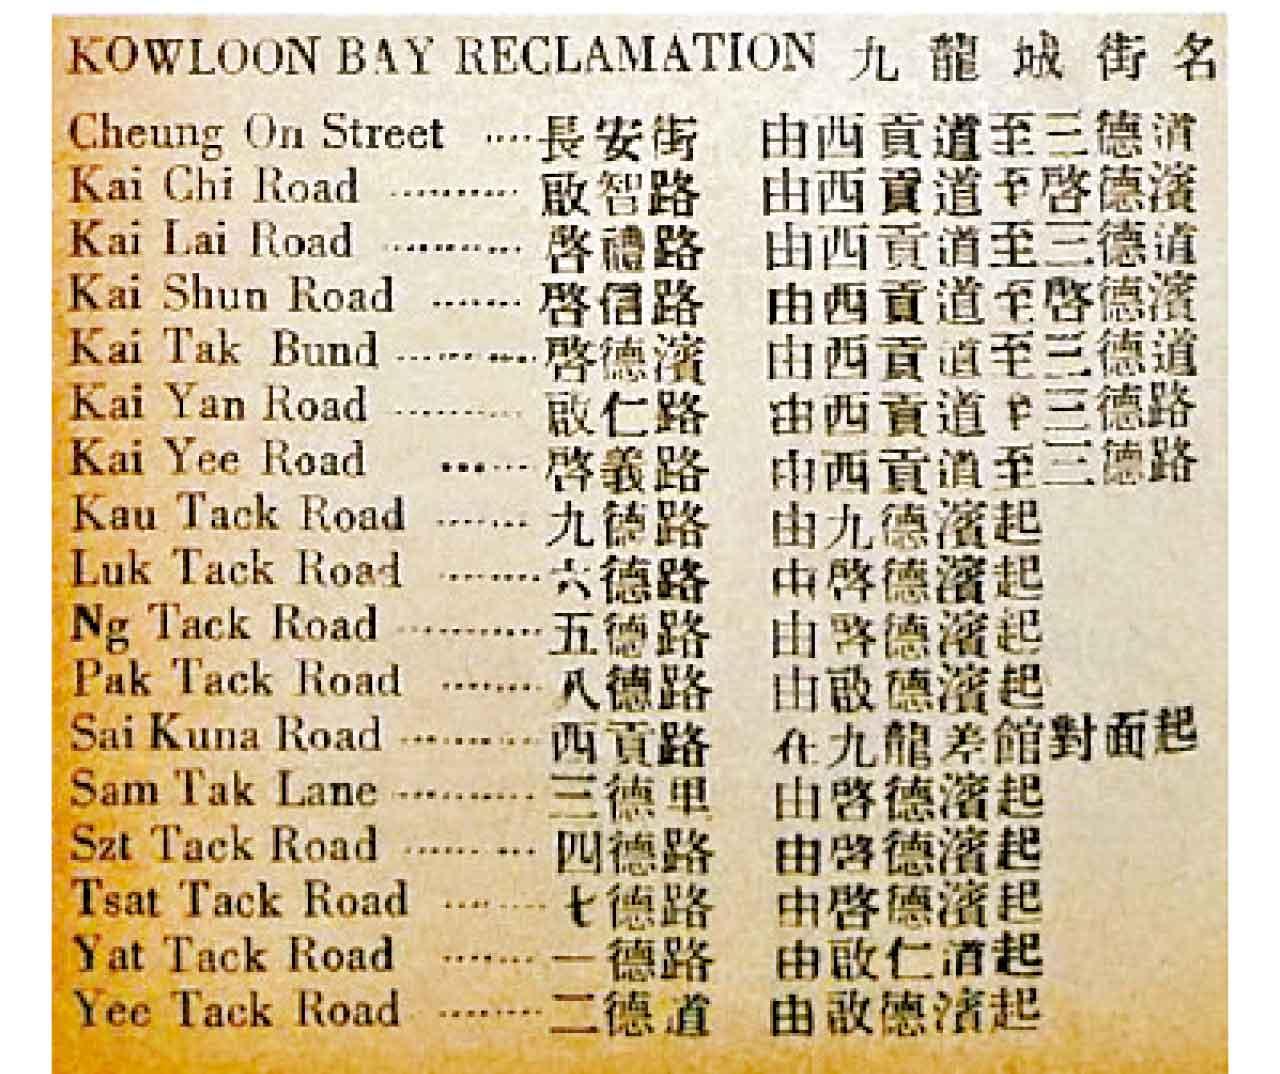 KOWLOON BAY RECLAMATION 九龍城街名
Cheung On Street ···· 長安街 由西貢道至三德道
Kai Chi Road ·········· 啟智路 由西貢道至啓德濱
Kai Lai Road ··········· 啓禮路 由西貢道至三德道
Kai Shun Road ······· 啓信路 由西貢道至啓德濱
Kai Tak Bund ··········· 啓德濱 由西貢道至三德道
Kai Yan Road ·········· 啟仁路 由西貢道至三德路
Kai Yee Road ······ 啓義路 由西貢道至三德路
Kau Tack Road ······· 九德路 由九德濱起
Luk Tack Road ········ 六德路 由啓德濱起
Ng Tack Road ··········· 五德路 由啓德濱起
Pak Tack Road ········ 八德路 由啟德濱起
Sai Kuna Road ··········· 西貢路 在九龍差館對面起
Sam Tak Lane ··········· 三德里 由啓德濱起
Szt Tack Road ·········· 四德路 由啓德濱起
Tsat Tack Road ········ 七德路 由啓德濱起
Yat Tack Road ······· 一德路 由啟仁道起
Yee Tack Road ········ 二德道 由啟德濱起